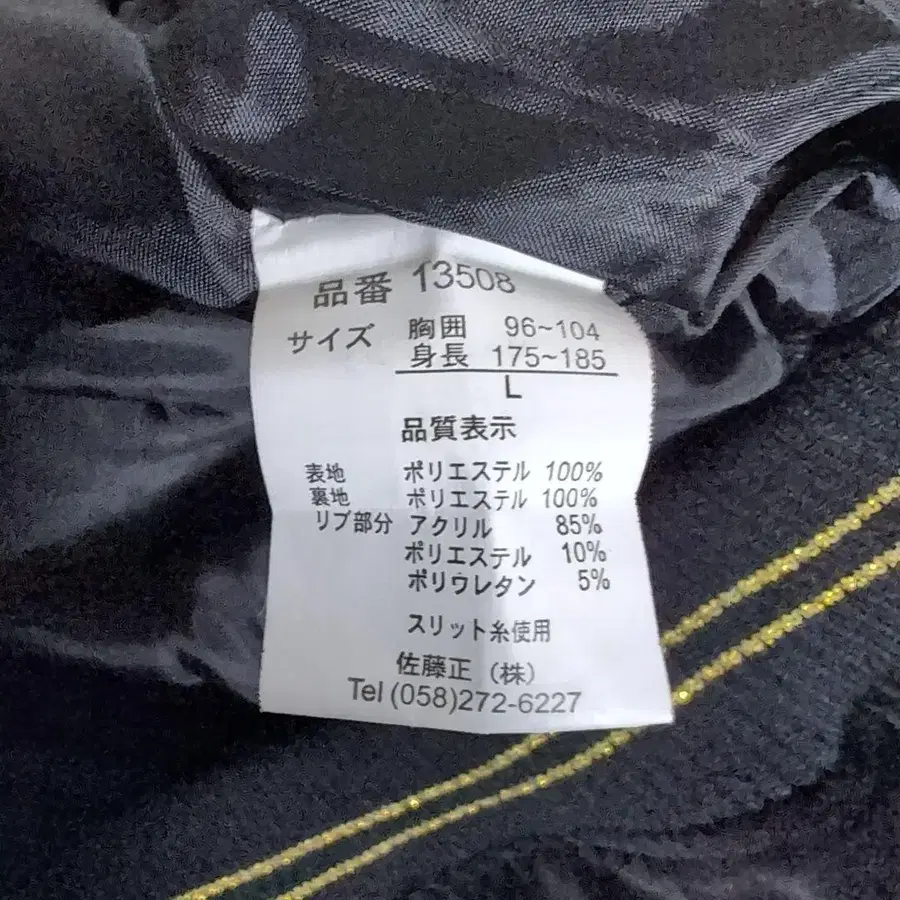 品番 13508
サイズ 胸囲 96~104
身長 175~185
L
品質表示
表地 ポリエステル 100%
裏地 ポリエステル 100%
リブ部分 アクリル 85%
ポリエステル 10%
ポリウレタン 5%
スリット糸使用
佐藤正(株)
Tel (058)272-6227